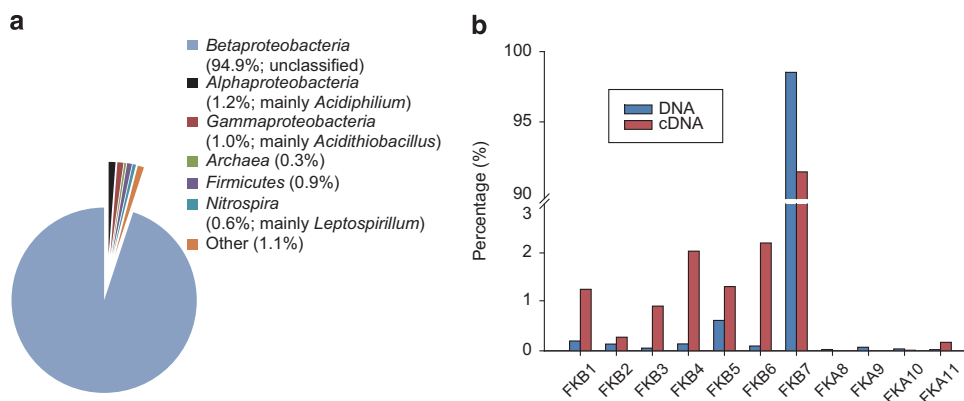 a
Betaproteobacteria
(94.9%; unclassified)
Alphaproteobacteria
(1.2%; mainly Acidiphilium)
Gammaproteobacteria
(1.0%; mainly Acidithiobacillus)
Archaea (0.3%)
Firmicutes (0.9%)
Nitrospira
(0.6%; mainly Leptospirillum)
Other (1.1%)
b
Percentage (%)
100
95
90
3
2
1
0
DNA
cDNA
FKB1
FKB2
FKB3
FKB4
FKB5
FKB6
FKB7
FKA8
FKA9
FKA10
FKA11